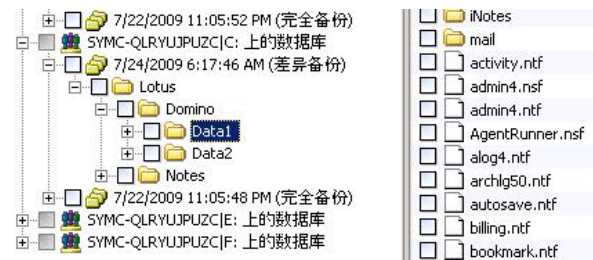 7/22/2009 11:05:52 PM (完全备份)
SYMC-QLRYUJPUZC|C: 上的数据库
7/24/2009 6:17:46 AM (差异备份)
Lotus
Domino
Data1
Data2
Notes
7/22/2009 11:05:48 PM (完全备份)
SYMC-QLRYUJPUZC|E: 上的数据库
SYMC-QLRYUJPUZC|F: 上的数据库
iNotes
mail
activity.ntf
admin4.nsf
admin4.ntf
AgentRunner.nsf
alog4.ntf
archlg50.ntf
autosave.ntf
billing.ntf
bookmark.ntf